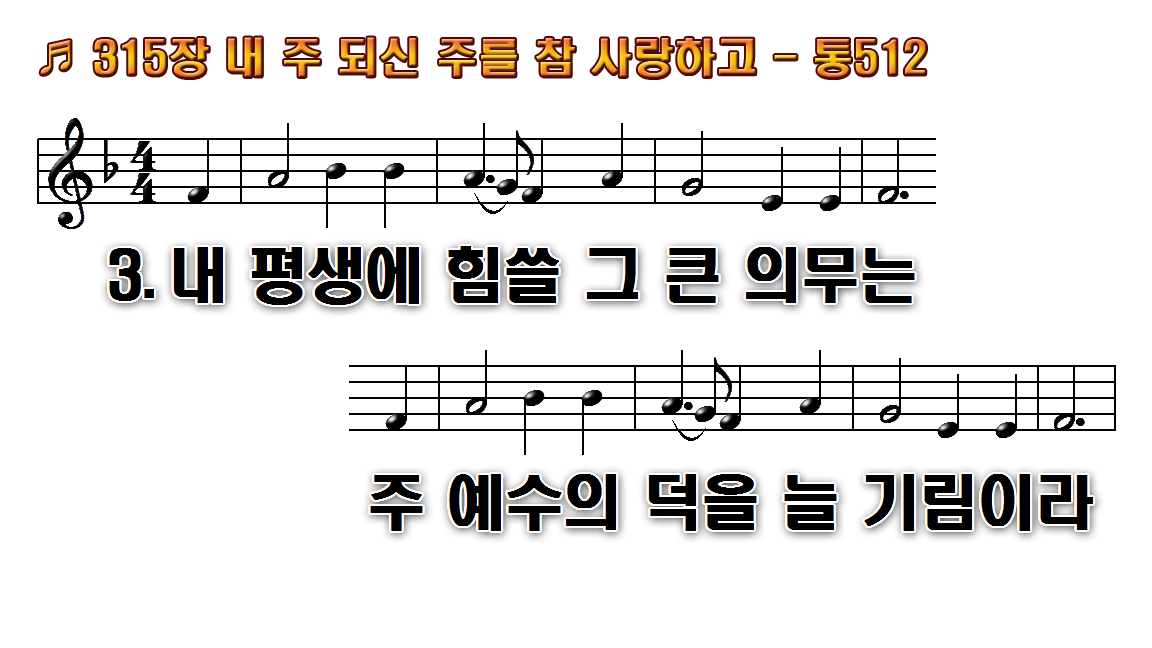 ♬ 315장 내 주 되신 주를 참 사랑하고 - 통512
3. 내 평생에 힘쓸 그 큰 의무는
주 예수의 덕을 늘 기림이라